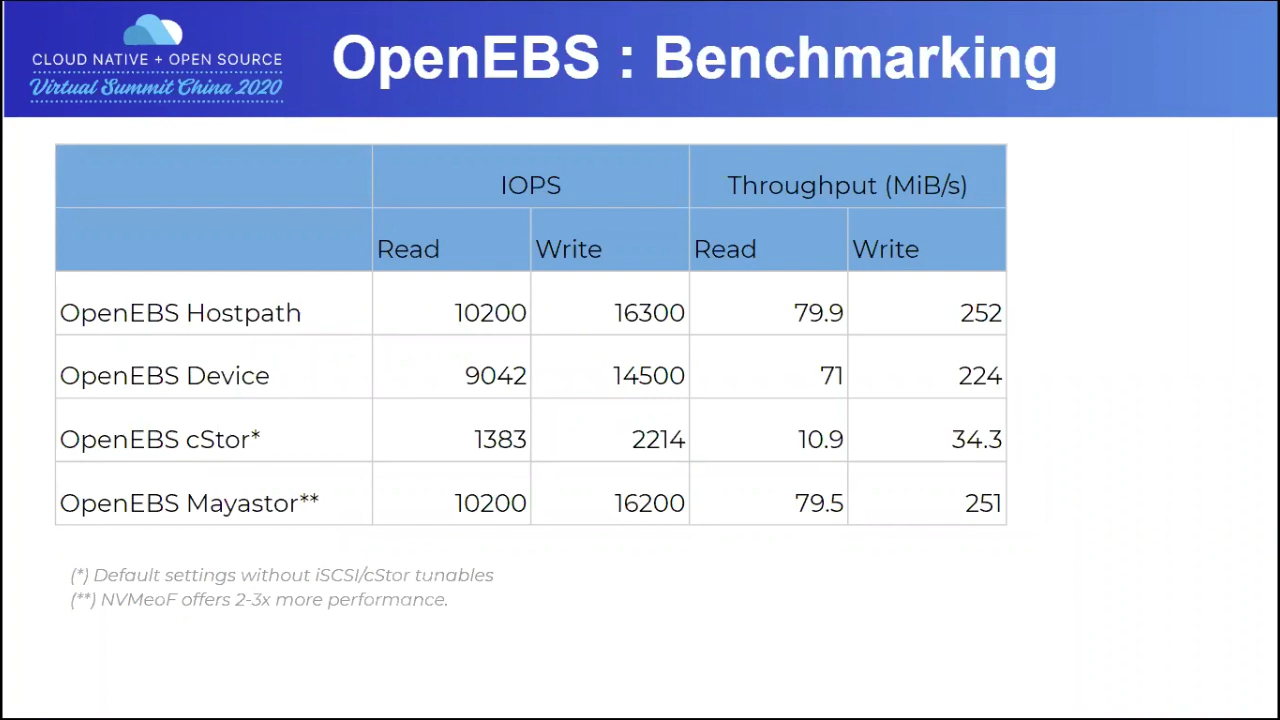 CLOUD NATIVE + OPEN SOURCE
Virtual Summit China 2020
OpenEBS : Benchmarking
IOPS Throughput (MiB/s)
Read Write Read Write
OpenEBS Hostpath 10200 16300 79.9 252
OpenEBS Device 9042 14500 71 224
OpenEBS cStor* 1383 2214 10.9 34.3
OpenEBS Mayastor** 10200 16200 79.5 251
(*) Default settings without iSCSI/cStor tunables
(**) NVMeoF offers 2-3x more performance.